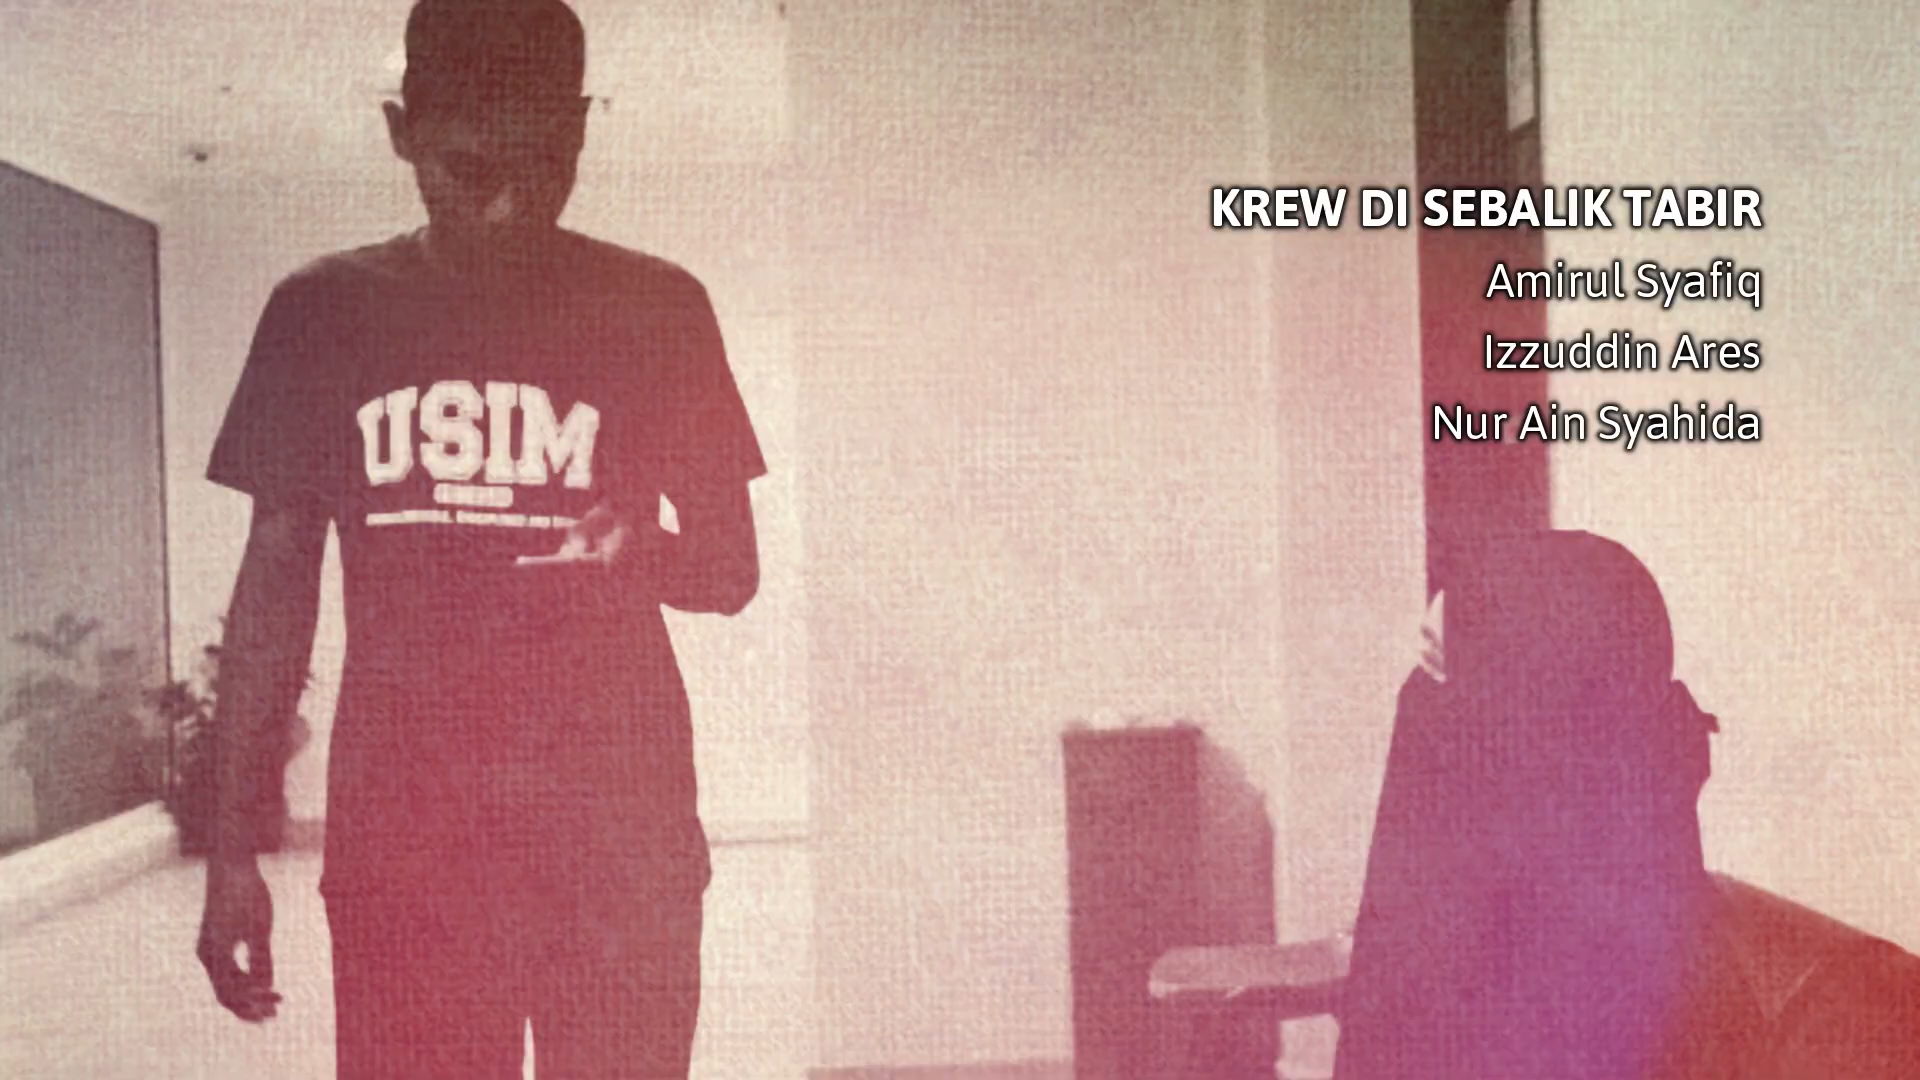 KREW DI SEBALIK TABIR
Amirul Syafiq
Izzuddin Ares
Nur Ain Syahida
USIM